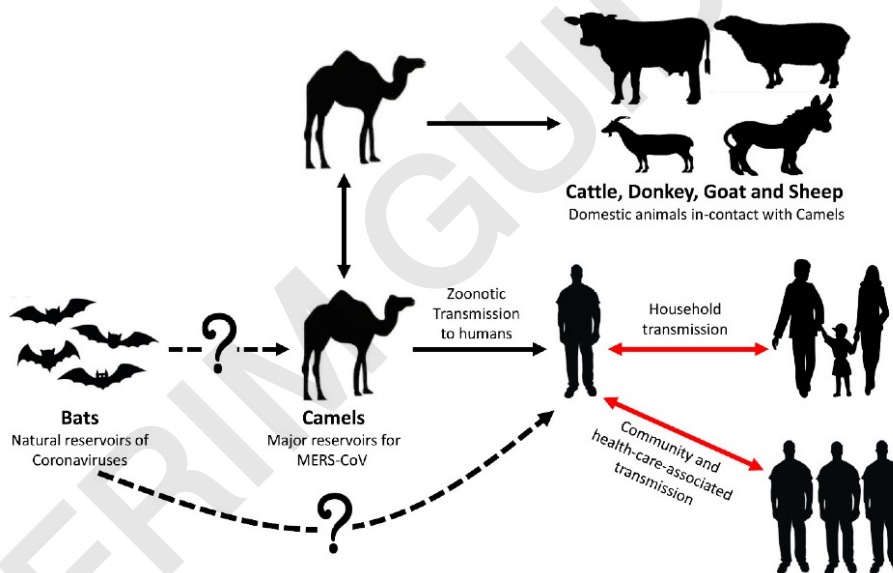 Cattle, Donkey, Goat and Sheep
Domestic animals in-contact with Camels
Zoonotic
Transmission
to humans
Household
transmission
?
Bats
Natural reservoirs of
Coronaviruses
Camels
Major reservoirs for
MERS-CoV
?
Community and
health-care-associated
transmission